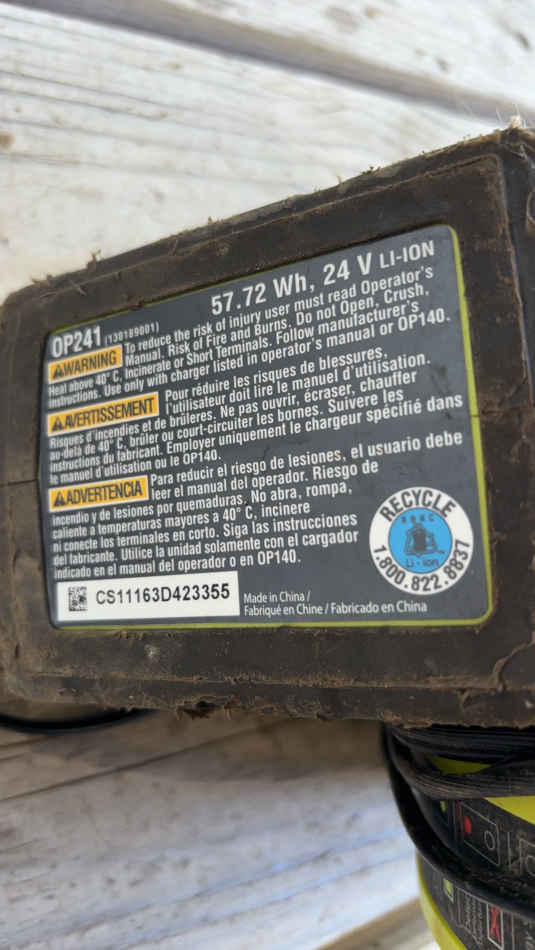 57.72 Wh, 24 V LI-ION
OP241 (130189001)
WARNING To reduce the risk of injury user must read Operator's
Manual. Risk of Fire and Burns. Do not Open, Crush,
Heat above 40° C, Incinerate or Short Terminals. Follow manufacturer's
instructions. Use only with charger listed in operator's manual or OP140.
AVERTISSEMENT Pour réduire les risques de blessures,
l'utilisateur doit lire le manuel d'utilisation.
Risques d'incendies et de brûleres. Ne pas ouvrir, écraser, chauffer
au-delà de 40° C, brûler ou court-circuiter les bornes. Suivere les
instructions du fabricant. Employer uniquement le chargeur spécifié dans
le manuel d'utilisation ou le OP140.
ADVERTENCIA Para reducir el riesgo de lesiones, el usuario debe
leer el manual del operador. Riesgo de
incendio y de lesiones por quemaduras. No abra, rompa,
caliente a temperaturas mayores a 40° C, incinere
ni conecte los terminales en corto. Siga las instrucciones
del fabricante. Utilice la unidad solamente con el cargador
indicado en el manual del operador o en OP140.
RECYCLE
RBRC
LI-ION
1.800.822.8837
CS11163D423355
Made in China /
Fabriqué en Chine / Fabricado en China